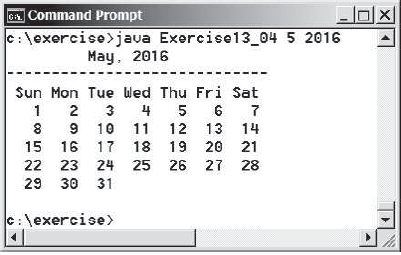 Command Prompt
c:\exercise>java Exercise13_04 5 2016
May, 2016
-----------------------------
Sun Mon Tue Wed Thu Fri Sat
1 2 3 4 5 6 7
8 9 10 11 12 13 14
15 16 17 18 19 20 21
22 23 24 25 26 27 28
29 30 31
c:\exercise>